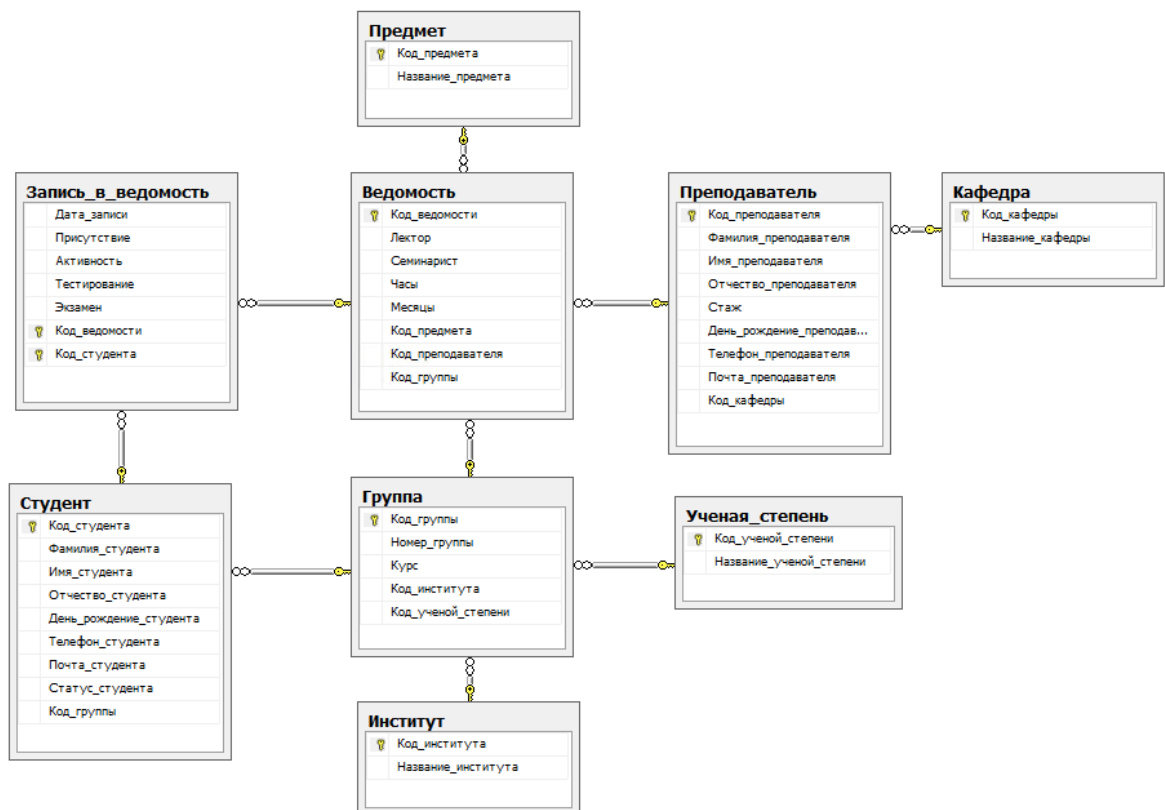 Предмет
Код_предмета
Название_предмета
Запись_в_ведомость
Дата_записи
Присутствие
Активность
Тестирование
Экзамен
Код_ведомости
Код_студента
Ведомость
Код_ведомости
Лектор
Семинарист
Часы
Месяцы
Код_предмета
Код_преподавателя
Код_группы
Преподаватель
Код_преподавателя
Фамилия_преподавателя
Имя_преподавателя
Отчество_преподавателя
Стаж
День_рождение_преподав...
Телефон_преподавателя
Почта_преподавателя
Код_кафедры
Кафедра
Код_кафедры
Название_кафедры
Студент
Код_студента
Фамилия_студента
Имя_студента
Отчество_студента
День_рождение_студента
Телефон_студента
Почта_студента
Статус_студента
Код_группы
Группа
Код_группы
Номер_группы
Курс
Код_института
Код_ученой_степени
Ученая_степень
Код_ученой_степени
Название_ученой_степени
Институт
Код_института
Название_института